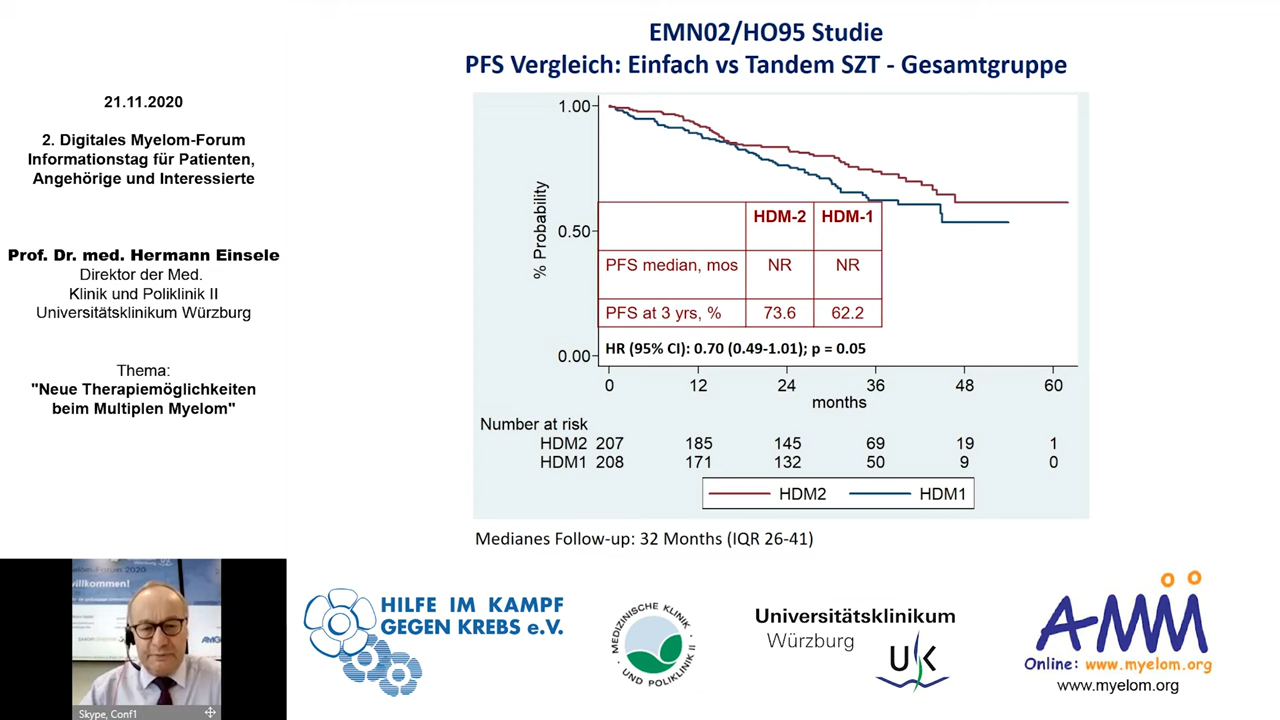 21.11.2020
2. Digitales Myelom-Forum
Informationstag für Patienten,
Angehörige und Interessierte
Prof. Dr. med. Hermann Einsele
Direktor der Med.
Klinik und Poliklinik II
Universitätsklinikum Würzburg
Thema:
"Neue Therapiemöglichkeiten
beim Multiplen Myelom"
EMN02/HO95 Studie
PFS Vergleich: Einfach vs Tandem SZT - Gesamtgruppe
% Probability
1.00
0.50
0.00
HDM-2 HDM-1
PFS median, mos NR NR
PFS at 3 yrs, % 73.6 62.2
HR (95% CI): 0.70 (0.49-1.01); p = 0.05
0 12 24 36 48 60
months
Number at risk
HDM2 207 185 145 69 19 1
HDM1 208 171 132 50 9 0
HDM2 HDM1
Medianes Follow-up: 32 Months (IQR 26-41)
willkommen!
Skype, Conf1
HILFE IM KAMPF
GEGEN KREBS e.V.
MEDIZINISCHE KLINIK
UND POLIKLINIK II
Universitätsklinikum
Würzburg
UK
AMM
Online: www.myelom.org
www.myelom.org